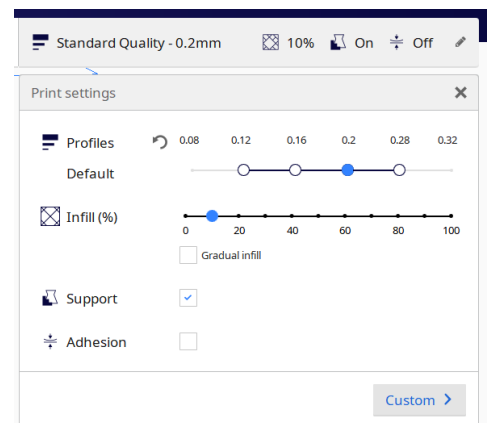 Standard Quality - 0.2mm 10% On Off
Print settings
Profiles 0.08 0.12 0.16 0.2 0.28 0.32
Default
Infill (%)
0 20 40 60 80 100
Gradual infill
Support
Adhesion
Custom